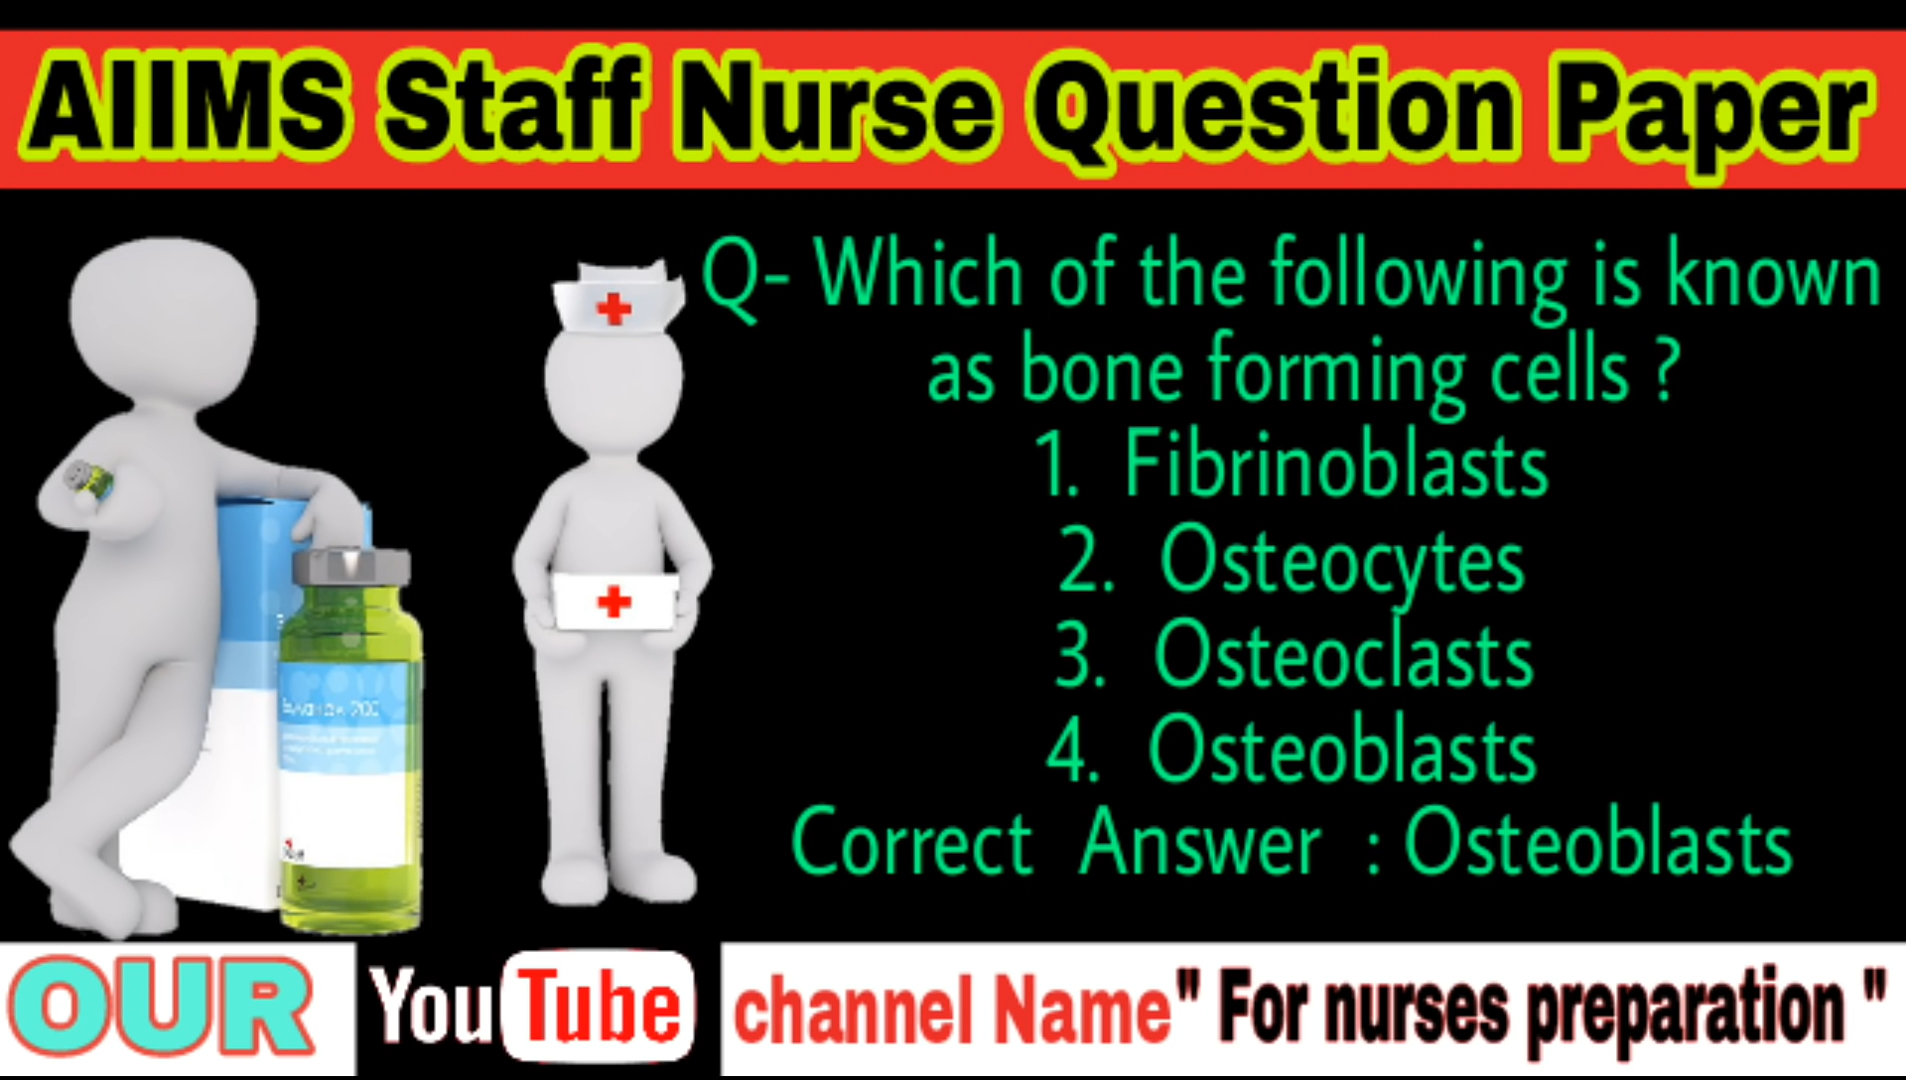 AIIMS Staff Nurse Question Paper
Q- Which of the following is known
as bone forming cells ?
1. Fibrinoblasts
2. Osteocytes
3. Osteoclasts
4. Osteoblasts
Correct Answer : Osteoblasts
OUR YouTube channel Name " For nurses preparation "